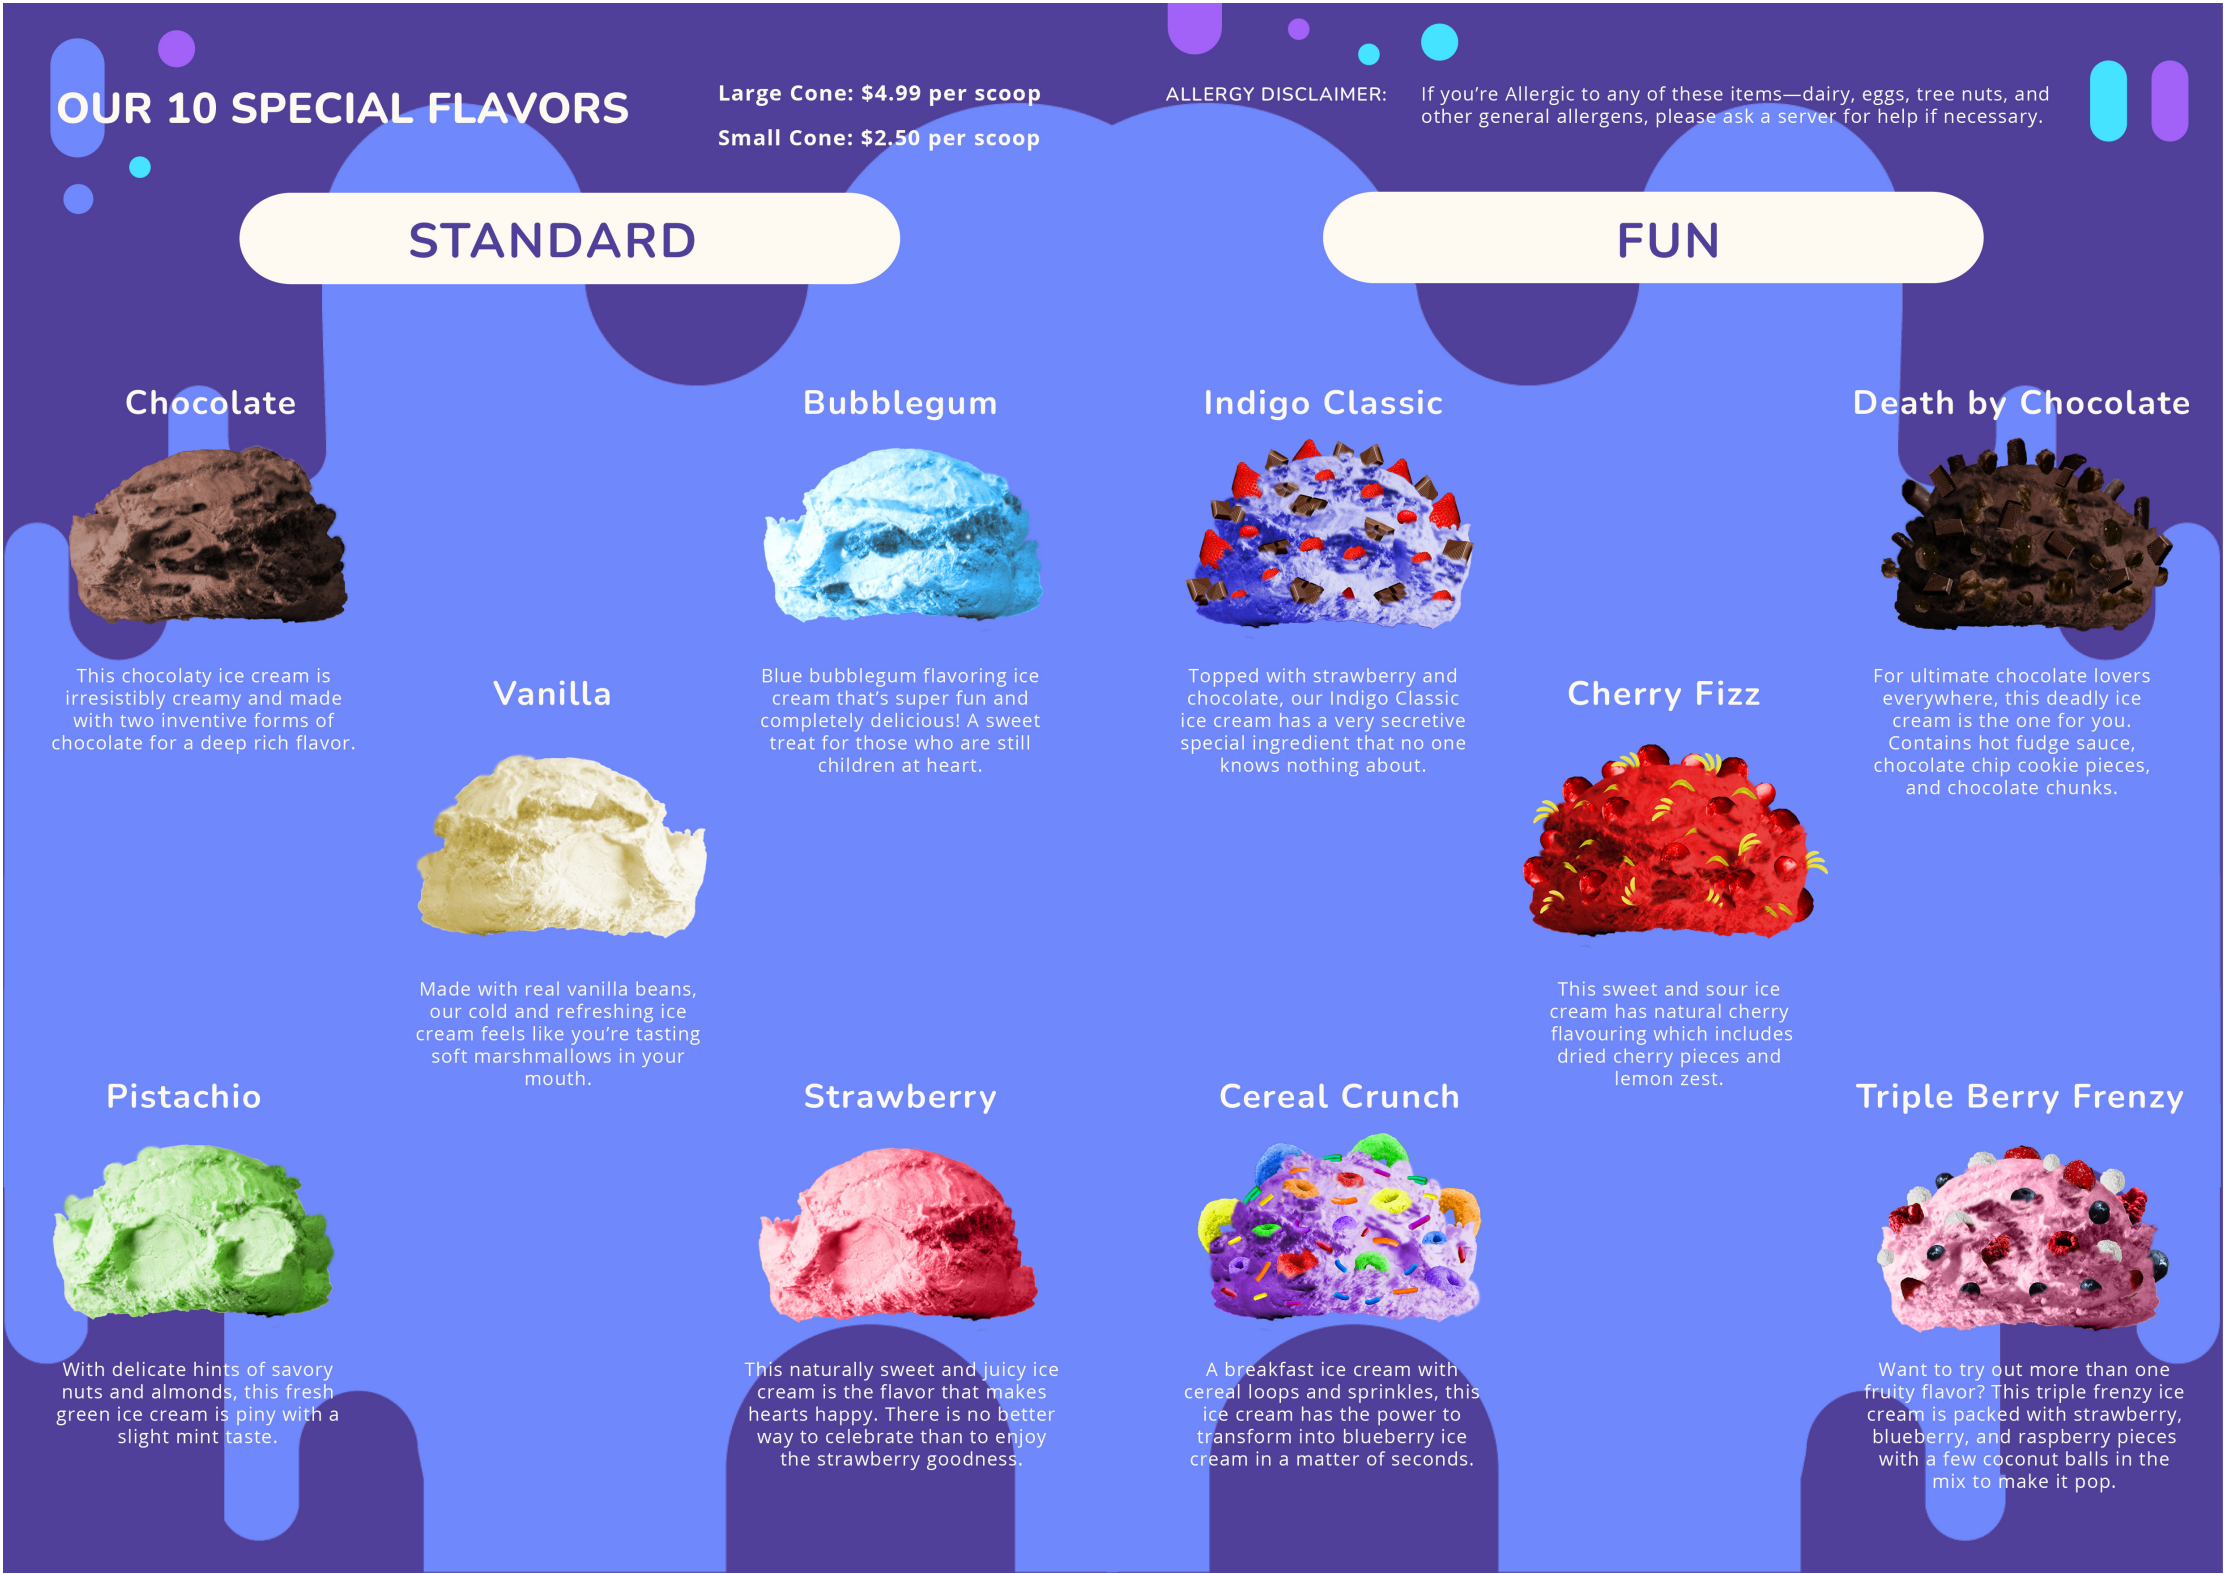 OUR 10 SPECIAL FLAVORS
Large Cone: $4.99 per scoop
Small Cone: $2.50 per scoop
ALLERGY DISCLAIMER:
If you’re Allergic to any of these items—dairy, eggs, tree nuts, and
other general allergens, please ask a server for help if necessary.
STANDARD
Chocolate
This chocolaty ice cream is
irresistibly creamy and made
with two inventive forms of
chocolate for a deep rich flavor.
Vanilla
Made with real vanilla beans,
our cold and refreshing ice
cream feels like you’re tasting
soft marshmallows in your
mouth.
Bubblegum
Blue bubblegum flavoring ice
cream that’s super fun and
completely delicious! A sweet
treat for those who are still
children at heart.
Pistachio
With delicate hints of savory
nuts and almonds, this fresh
green ice cream is piny with a
slight mint taste.
Strawberry
This naturally sweet and juicy ice
cream is the flavor that makes
hearts happy. There is no better
way to celebrate than to enjoy
the strawberry goodness.
FUN
Indigo Classic
Topped with strawberry and
chocolate, our Indigo Classic
ice cream has a very secretive
special ingredient that no one
knows nothing about.
Cherry Fizz
This sweet and sour ice
cream has natural cherry
flavouring which includes
dried cherry pieces and
lemon zest.
Death by Chocolate
For ultimate chocolate lovers
everywhere, this deadly ice
cream is the one for you.
Contains hot fudge sauce,
chocolate chip cookie pieces,
and chocolate chunks.
Cereal Crunch
A breakfast ice cream with
cereal loops and sprinkles, this
ice cream has the power to
transform into blueberry ice
cream in a matter of seconds.
Triple Berry Frenzy
Want to try out more than one
fruity flavor? This triple frenzy ice
cream is packed with strawberry,
blueberry, and raspberry pieces
with a few coconut balls in the
mix to make it pop.